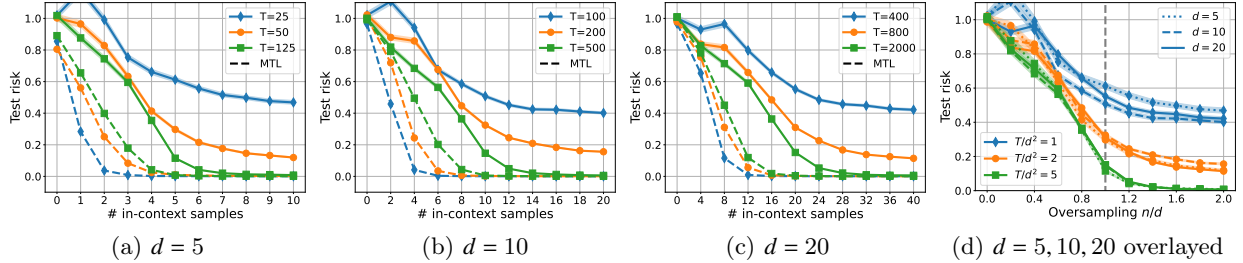 Test risk
1.0
0.8
0.6
0.4
0.2
0.0
0 1 2 3 4 5 6 7 8 9 10
# in-context samples
T=25
T=50
T=125
MTL
(a) d = 5
Test risk
1.0
0.8
0.6
0.4
0.2
0.0
0 2 4 6 8 10 12 14 16 18 20
# in-context samples
T=100
T=200
T=500
MTL
(b) d = 10
Test risk
1.0
0.8
0.6
0.4
0.2
0.0
0 4 8 12 16 20 24 28 32 36 40
# in-context samples
T=400
T=800
T=2000
MTL
(c) d = 20
Test risk
1.0
0.8
0.6
0.4
0.2
0.0
0.0 0.4 0.8 1.2 1.6 2.0
Oversampling n/d
d = 5
d = 10
d = 20
T/d² = 1
T/d² = 2
T/d² = 5
(d) d = 5, 10, 20 overlayed